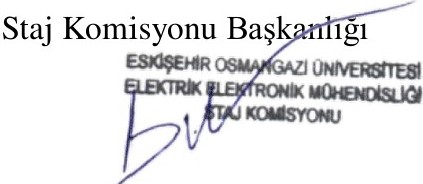 Staj Komisyonu Başkanlığı
ESKİŞEHİR OSMANGAZİ ÜNİVERSİTESİ
ELEKTRİK ELEKTRONİK MÜHENDİSLİĞİ
STAJ KOMİSYONU